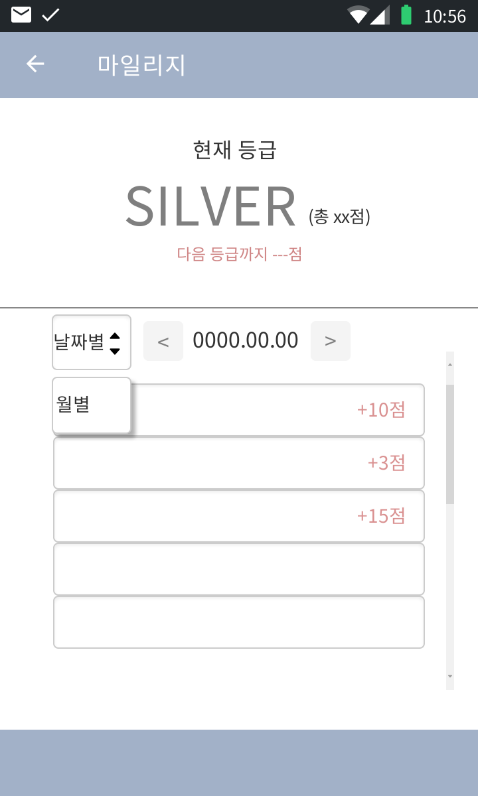 10:56
마일리지
현재 등급
SILVER (총 xx점)
다음 등급까지 ---점
날짜별 < 0000.00.00 >
월별
+10점
+3점
+15점